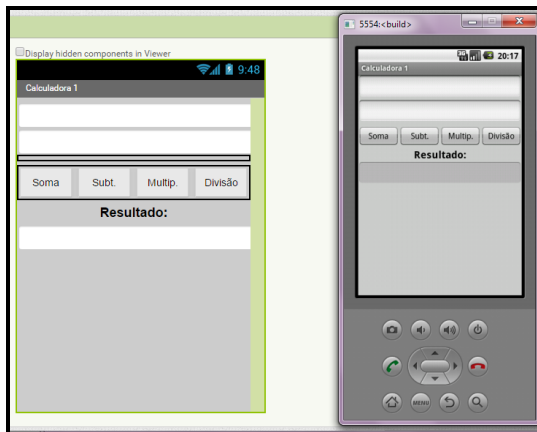 Display hidden components in Viewer
9:48
Calculadora 1
Soma Subt. Multip. Divisão
Resultado:
5554:<build>
20:17
Calculadora 1
Soma Subt. Multip. Divisão
Resultado:
MENU